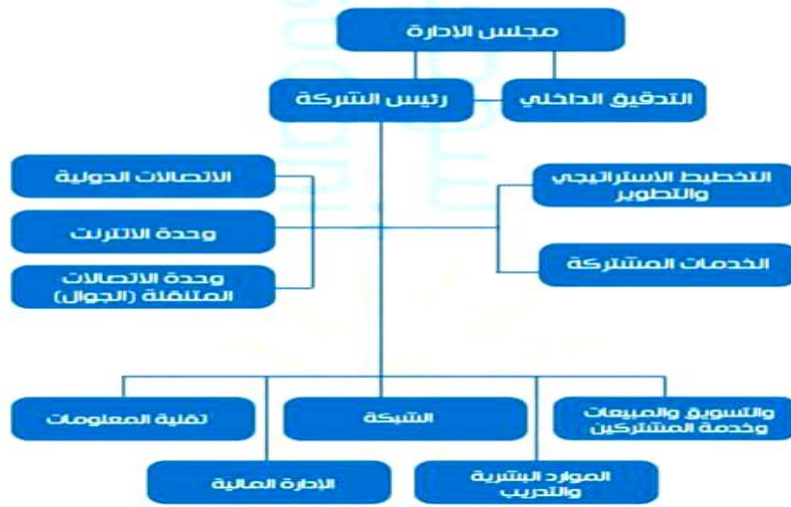 مجلس الإدارة
التدقيق الداخلي
رئيس الشركة
التخطيط الاستراتيجي
والتطوير
الاتصالات الدولية
وحدة الانترنت
الخدمات المشتركة
وحدة الاتصالات
المتنقلة (الجوال)
والتسويق والمبيعات
وخدمة المشتركين
الشبكة
تقنية المعلومات
الموارد البشرية
والتدريب
الإدارة المالية